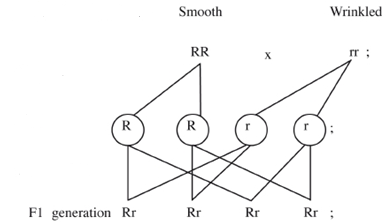 Smooth Wrinkled
RR x rr ;
R R r r ;
F1 generation Rr Rr Rr Rr ;